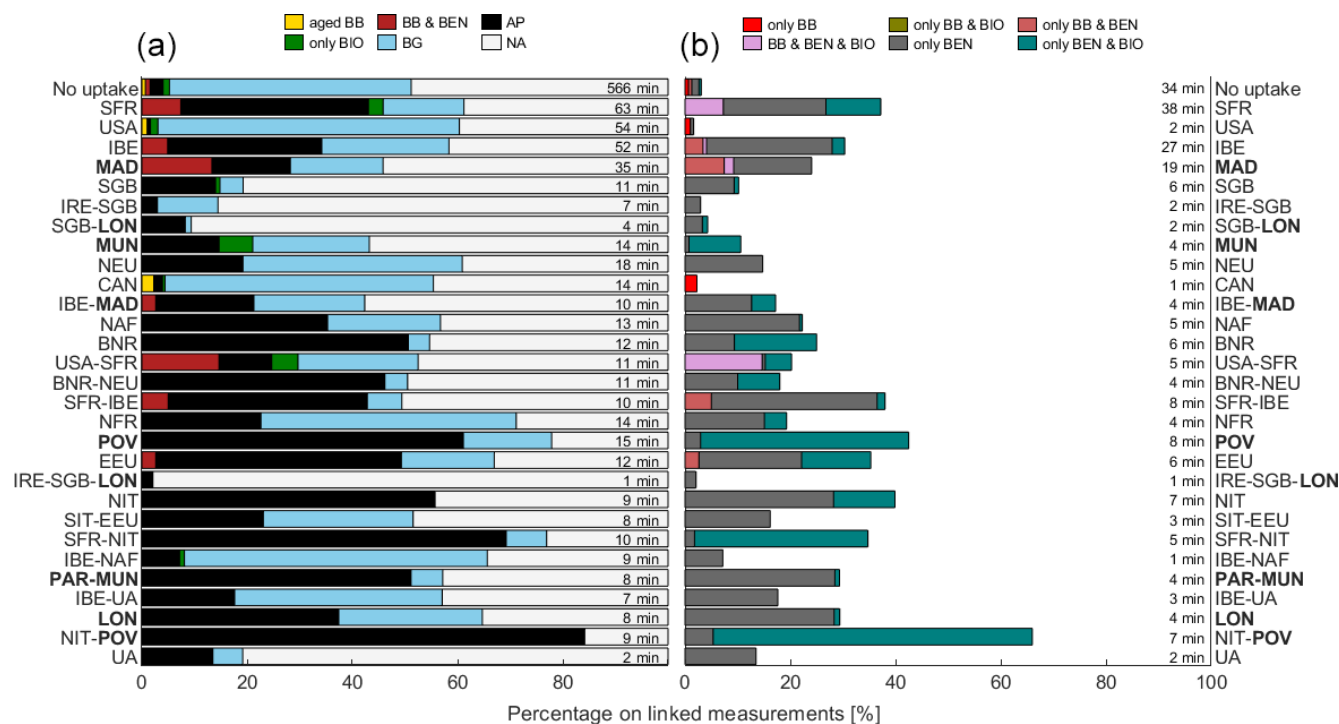 aged BB BB & BEN AP
only BIO BG NA
only BB only BB & BIO only BB & BEN
BB & BEN & BIO only BEN only BEN & BIO
(a) (b)
No uptake 566 min 34 min No uptake
SFR 63 min 38 min SFR
USA 54 min 2 min USA
IBE 52 min 27 min IBE
MAD 35 min 19 min MAD
SGB 11 min 6 min SGB
IRE-SGB 7 min 2 min IRE-SGB
SGB-LON 4 min 2 min SGB-LON
MUN 14 min 4 min MUN
NEU 18 min 5 min NEU
CAN 14 min 1 min CAN
IBE-MAD 10 min 4 min IBE-MAD
NAF 13 min 5 min NAF
BNR 12 min 6 min BNR
USA-SFR 11 min 5 min USA-SFR
BNR-NEU 11 min 4 min BNR-NEU
SFR-IBE 10 min 8 min SFR-IBE
NFR 14 min 4 min NFR
POV 15 min 8 min POV
EEU 12 min 6 min EEU
IRE-SGB-LON 1 min 1 min IRE-SGB-LON
NIT 9 min 7 min NIT
SIT-EEU 8 min 3 min SIT-EEU
SFR-NIT 10 min 5 min SFR-NIT
IBE-NAF 9 min 1 min IBE-NAF
PAR-MUN 8 min 4 min PAR-MUN
IBE-UA 7 min 3 min IBE-UA
LON 8 min 4 min LON
NIT-POV 9 min 7 min NIT-POV
UA 2 min 2 min UA
0 20 40 60 80 0 20 40 60 80 100
Percentage on linked measurements [%]